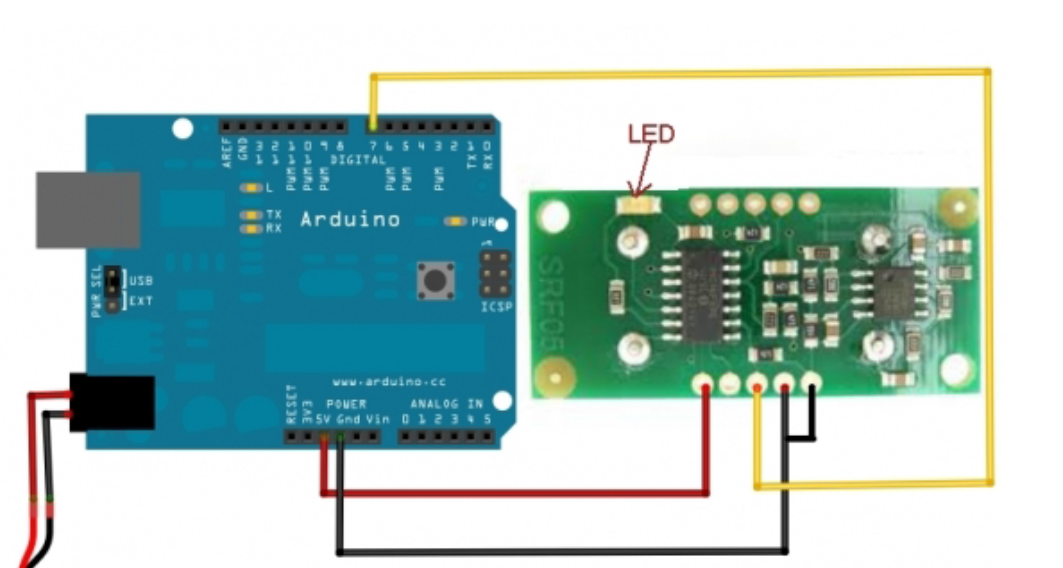 LED
AREF
GND
13
12
11
10
9
8
7
6
5
4
3
2
1
0
DIGITAL
PWM
PWM
PWM
PWM
PWM
PWM
TX
RX
L
TX
RX
Arduino
PWR
PWR SEL
USB
EXT
ICSP
SRF05
www.arduino.cc
POWER
ANALOG IN
RESET
3V3
5V Gnd Vin
0 1 2 3 4 5